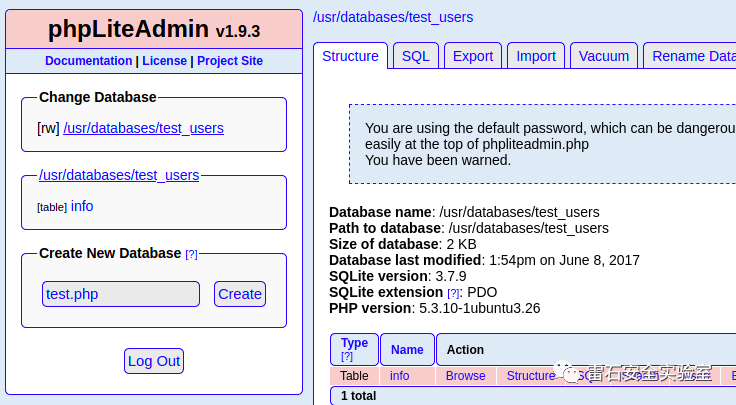 phpLiteAdmin v1.9.3
Documentation | License | Project Site
Change Database
[rw] /usr/databases/test_users
/usr/databases/test_users
[table] info
Create New Database [?]
test.php Create
Log Out
/usr/databases/test_users
Structure SQL Export Import Vacuum Rename Data
You are using the default password, which can be dangerou
easily at the top of phpliteadmin.php
You have been warned.
Database name: /usr/databases/test_users
Path to database: /usr/databases/test_users
Size of database: 2 KB
Database last modified: 1:54pm on June 8, 2017
SQLite version: 3.7.9
SQLite extension [?]: PDO
PHP version: 5.3.10-1ubuntu3.26
Type [?] Name Action
Table info Browse Structure SQL
雷石安全实验室
1 total